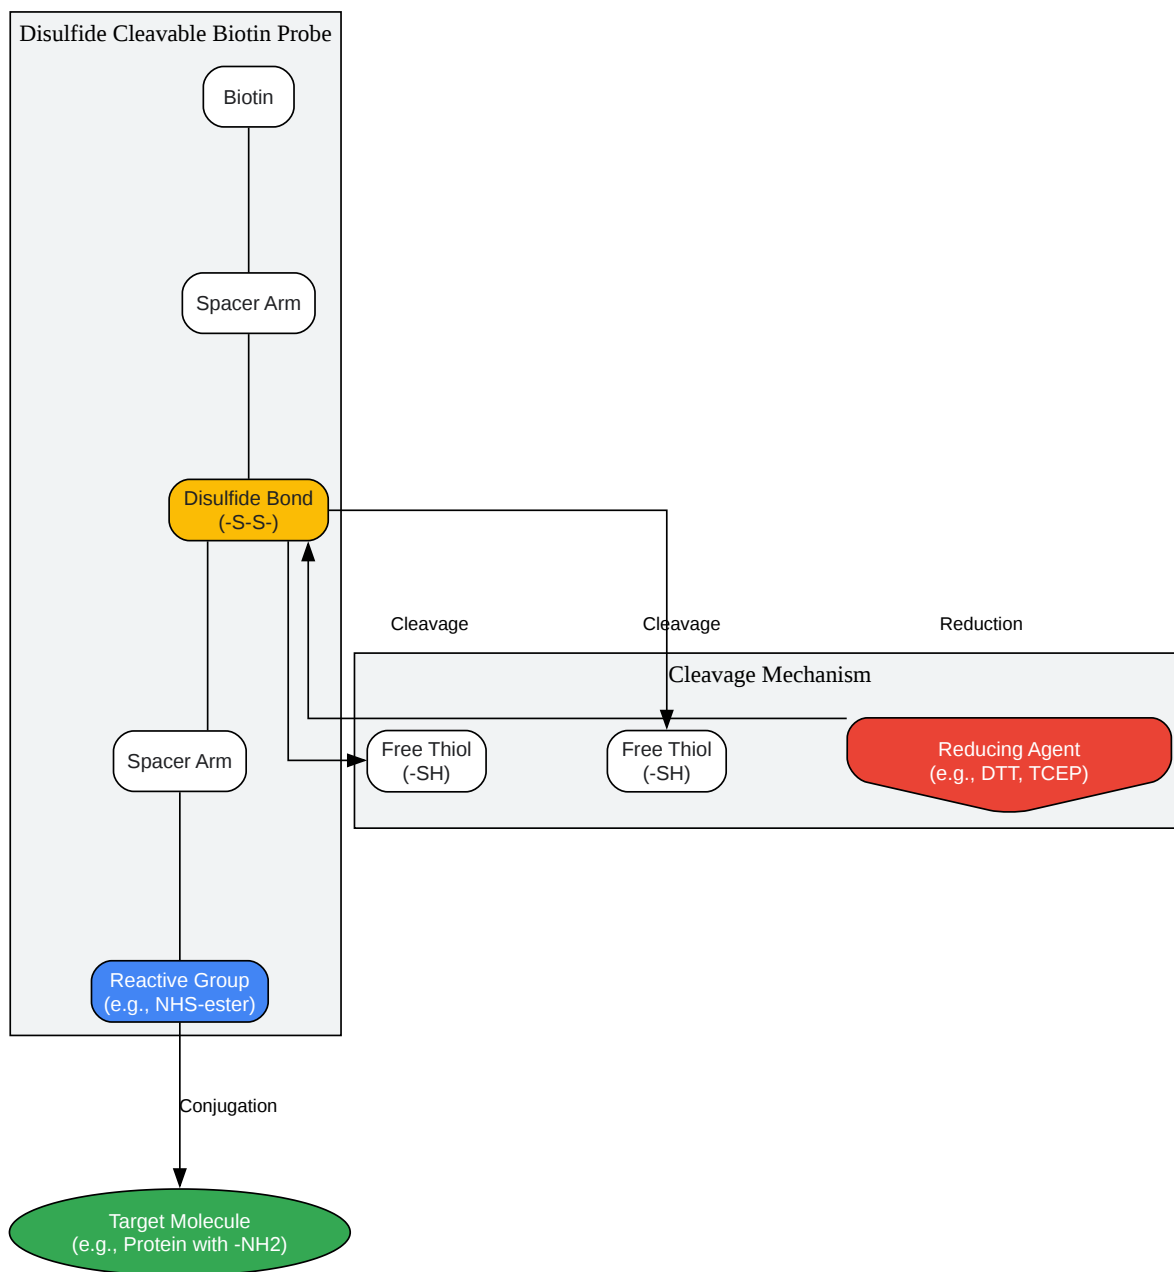 Disulfide Cleavable Biotin Probe
Biotin
Spacer Arm
Disulfide Bond
(-S-S-)
Cleavage
Cleavage
Reduction
Cleavage Mechanism
Spacer Arm
Free Thiol
(-SH)
Free Thiol
(-SH)
Reducing Agent
(e.g., DTT, TCEP)
Reactive Group
(e.g., NHS-ester)
Conjugation
Target Molecule
(e.g., Protein with -NH2)